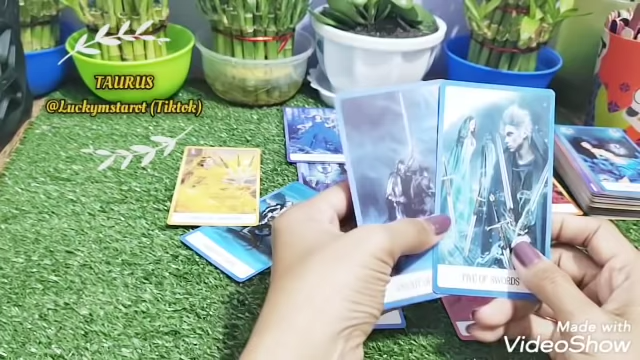 TAURUS
@Luckymstarot (Tiktok)
FIVE OF SWORDS
Made with
VideoShow